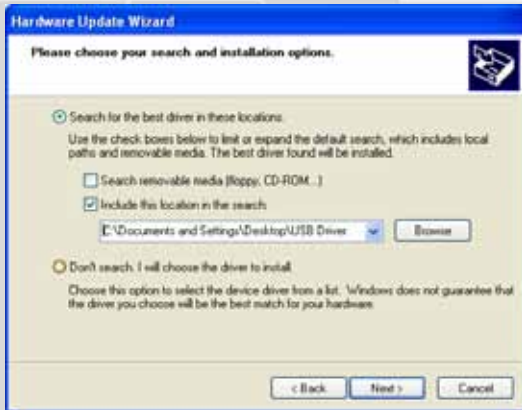 Hardware Update Wizard
Please choose your search and installation options.
Search for the best driver in these locations.
Use the check boxes below to limit or expand the default search, which includes local
paths and removable media. The best driver found will be installed.
Search removable media (floppy, CD-ROM...)
Include this location in the search:
C:\Documents and Settings\Desktop\USB Driver
Browse
Don't search. I will choose the driver to install.
Choose this option to select the device driver from a list. Windows does not guarantee that
the driver you choose will be the best match for your hardware.
< Back
Next >
Cancel